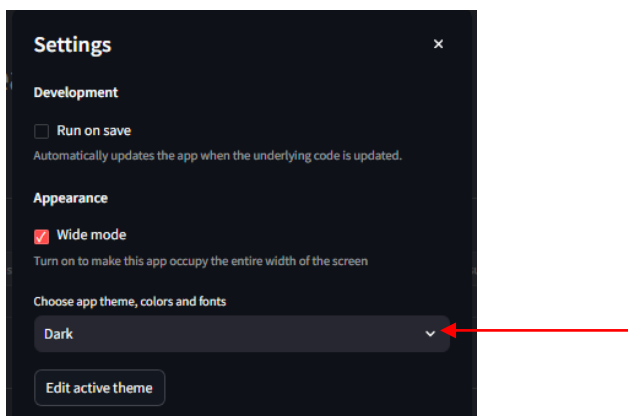 Settings
Development
Run on save
Automatically updates the app when the underlying code is updated.
Appearance
Wide mode
Turn on to make this app occupy the entire width of the screen
Choose app theme, colors and fonts
Dark
Edit active theme